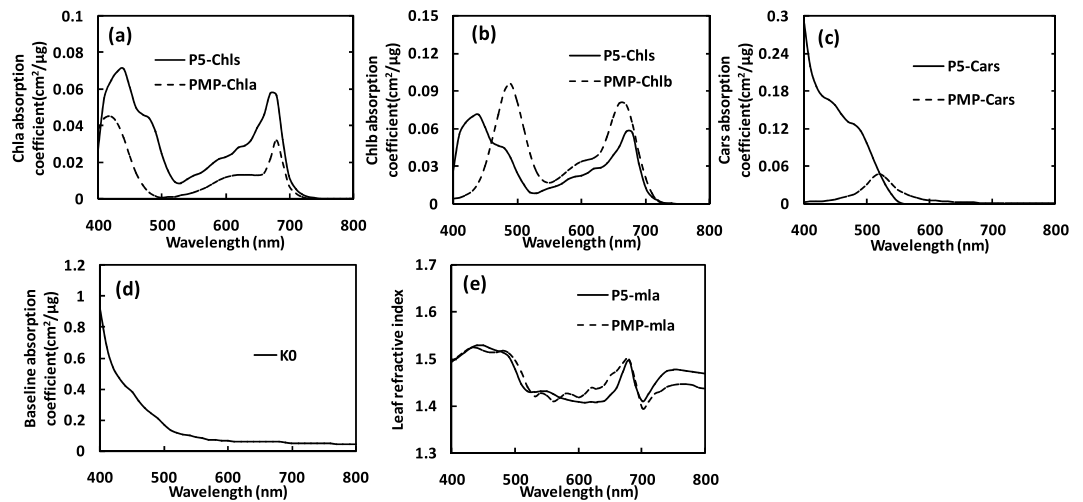 (a)
P5-Chls
PMP-Chla
0.1
0.08
0.06
0.04
0.02
0
400 500 600 700 800
Wavelength (nm)
Chla absorption
coefficient(cm²/µg)
(b)
P5-Chls
PMP-Chlb
0.15
0.12
0.09
0.06
0.03
0
400 500 600 700 800
Wavelength (nm)
Chlb absorption
coefficient(cm²/µg)
(c)
P5-Cars
PMP-Cars
0.3
0.24
0.18
0.12
0.06
0
400 500 600 700 800
Wavelength (nm)
Cars absorption
coefficient(cm²/µg)
(d)
K0
1.2
1
0.8
0.6
0.4
0.2
0
400 500 600 700 800
Wavelength (nm)
Baseline absorption
coefficient(cm²/µg)
(e)
P5-mla
PMP-mla
1.7
1.6
1.5
1.4
1.3
400 500 600 700 800
Wavelength (nm)
Leaf refractive index